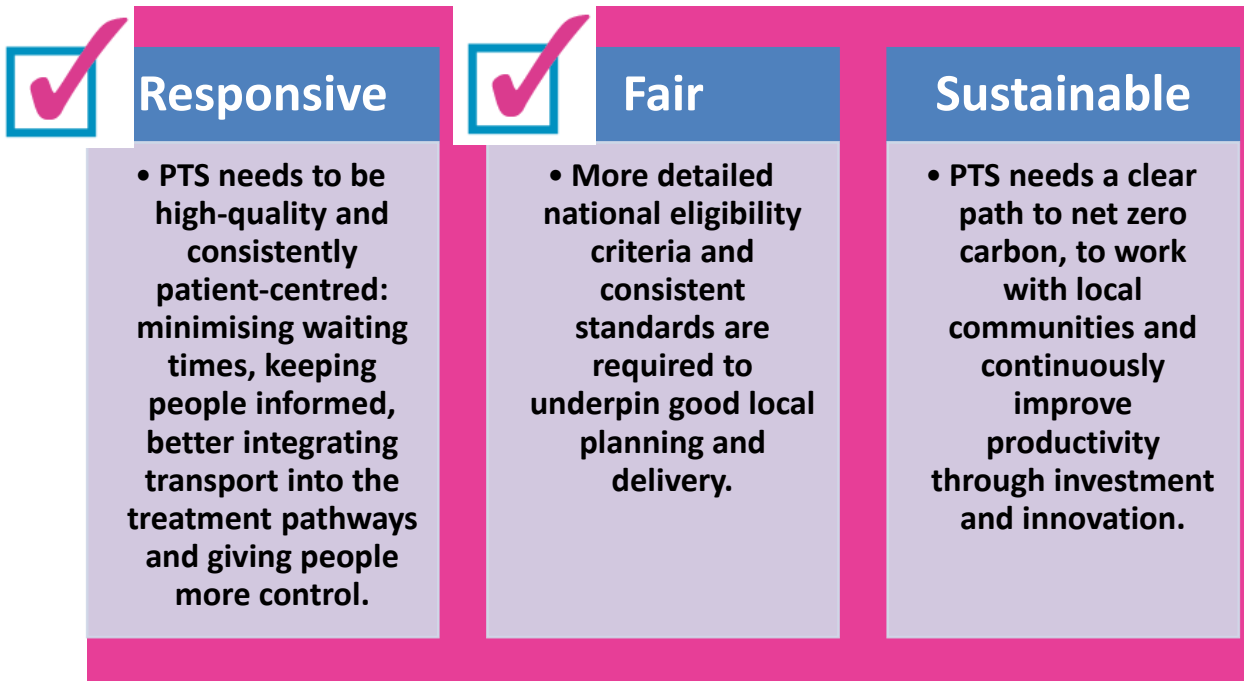 Responsive
• PTS needs to be
high-quality and
consistently
patient-centred:
minimising waiting
times, keeping
people informed,
better integrating
transport into the
treatment pathways
and giving people
more control.
Fair
• More detailed
national eligibility
criteria and
consistent
standards are
required to
underpin good local
planning and
delivery.
Sustainable
• PTS needs a clear
path to net zero
carbon, to work
with local
communities and
continuously
improve
productivity
through investment
and innovation.